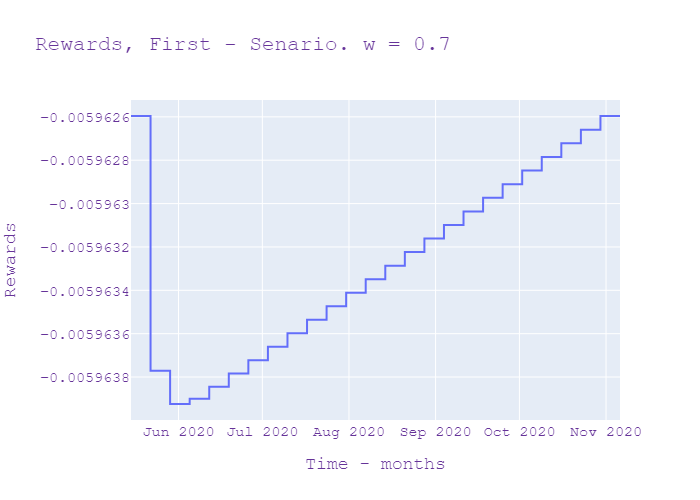 Rewards, First - Senario. w = 0.7
-0.0059626
-0.0059628
-0.005963
-0.0059632
-0.0059634
-0.0059636
-0.0059638
Rewards
Jun 2020 Jul 2020 Aug 2020 Sep 2020 Oct 2020 Nov 2020
Time - months